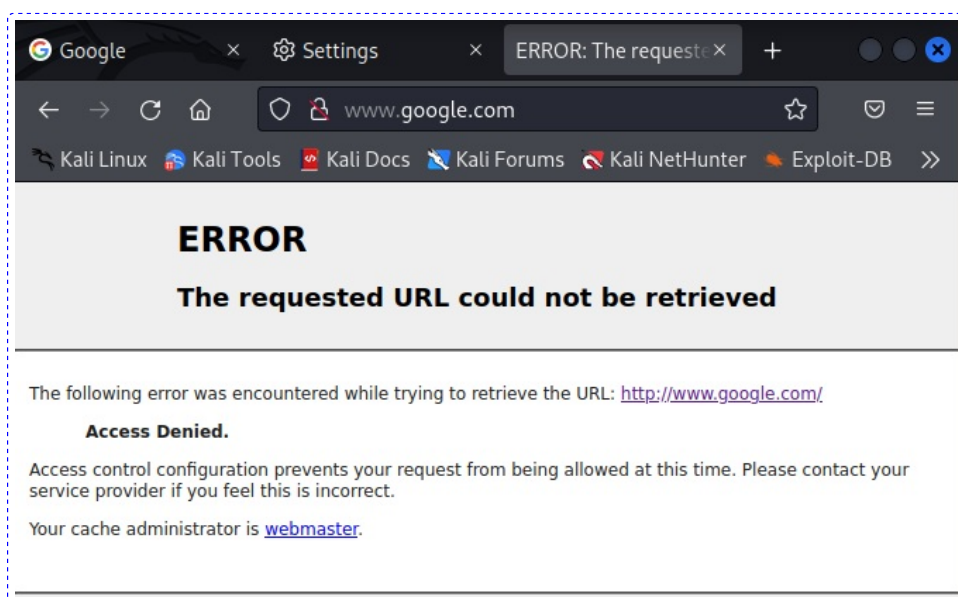 Google
Settings
ERROR: The requeste
www.google.com
Kali Linux Kali Tools Kali Docs Kali Forums Kali NetHunter Exploit-DB
ERROR
The requested URL could not be retrieved
The following error was encountered while trying to retrieve the URL: http://www.google.com/
Access Denied.
Access control configuration prevents your request from being allowed at this time. Please contact your
service provider if you feel this is incorrect.
Your cache administrator is webmaster.